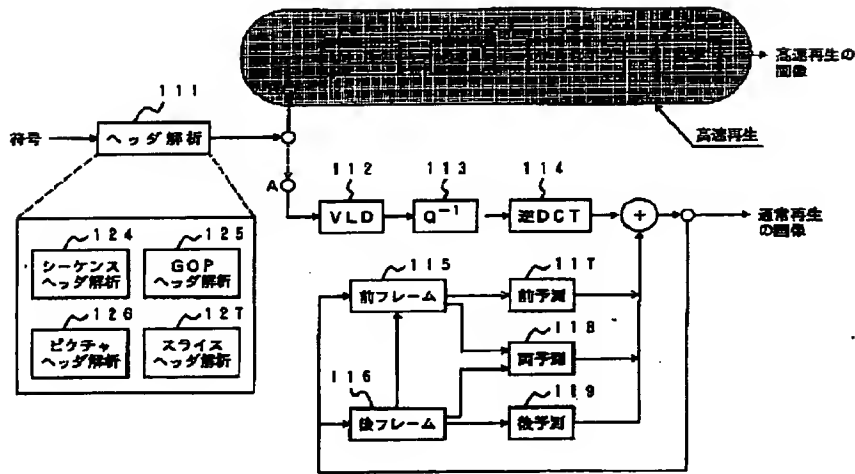 高速再生の
画像
高速再生
111
符号
ヘッダ解析
A
112
113
114
VLD
Q⁻¹
逆DCT
+
通常再生
の画像
124
125
シーケンス
ヘッダ解析
GOP
ヘッダ解析
126
127
ピクチャ
ヘッダ解析
スライス
ヘッダ解析
115
117
前フレーム
前予測
118
両予測
116
119
後フレーム
後予測